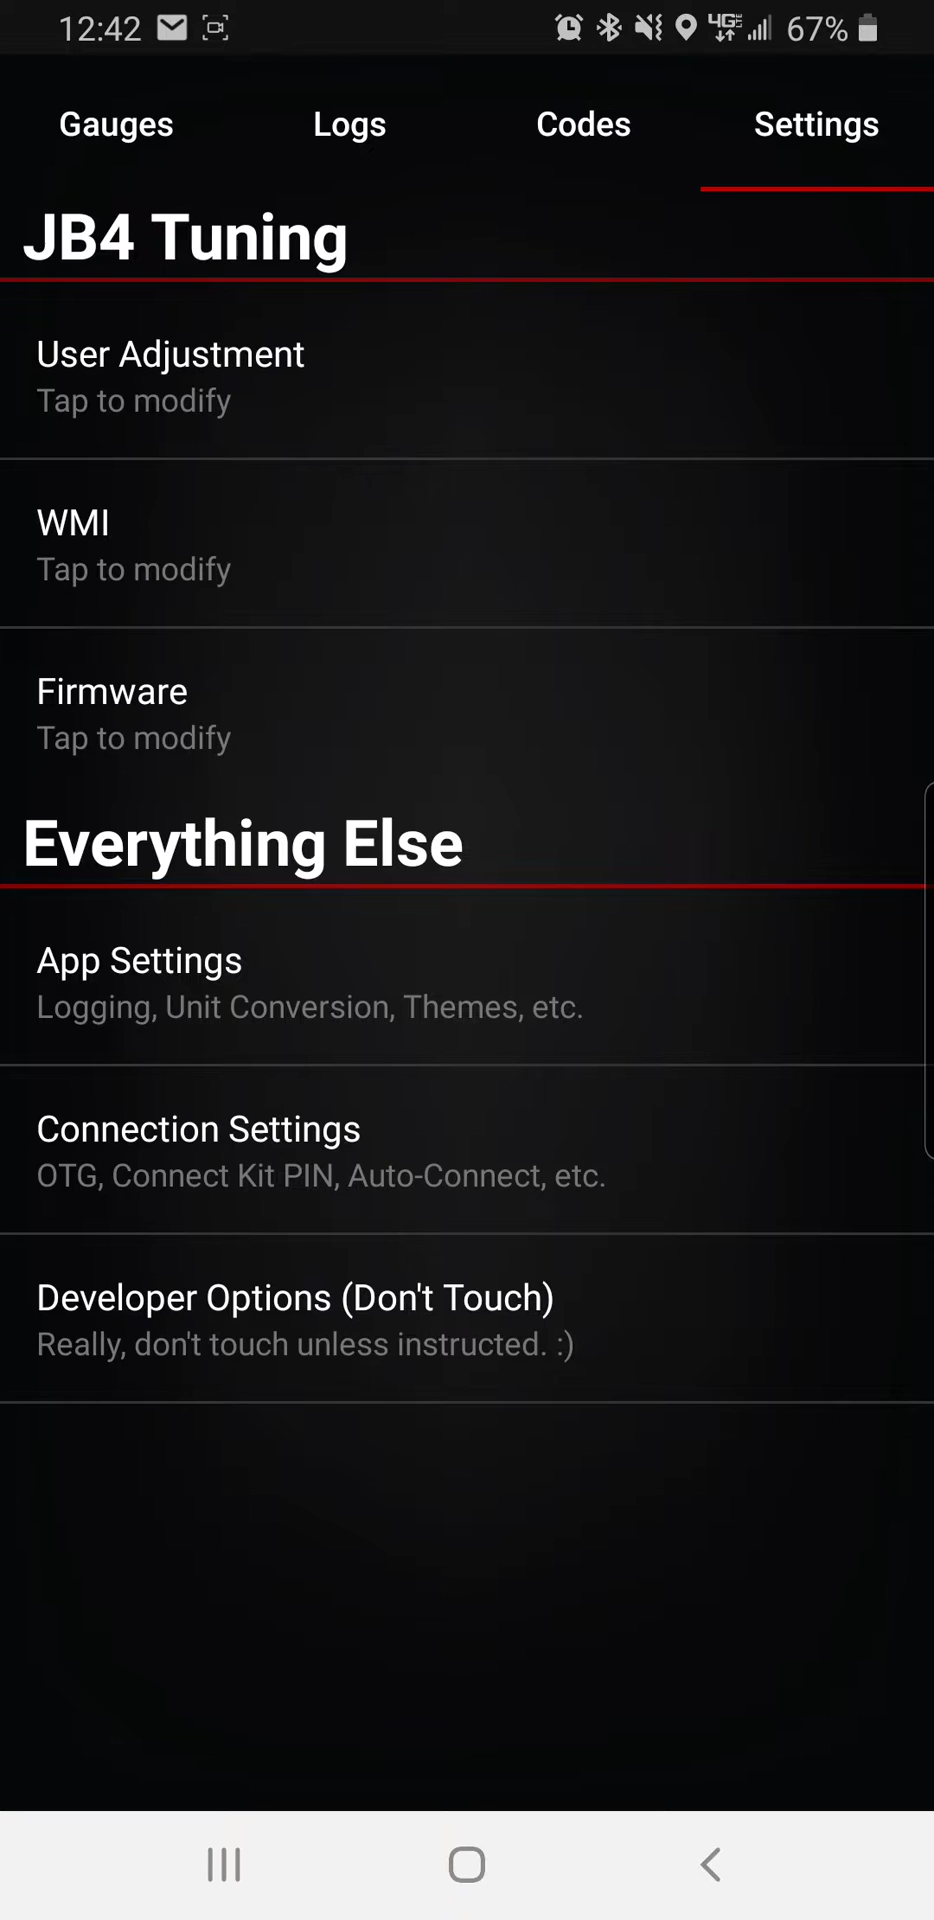 12:42 4G LTE 67%
Gauges Logs Codes Settings
JB4 Tuning
User Adjustment
Tap to modify
WMI
Tap to modify
Firmware
Tap to modify
Everything Else
App Settings
Logging, Unit Conversion, Themes, etc.
Connection Settings
OTG, Connect Kit PIN, Auto-Connect, etc.
Developer Options (Don't Touch)
Really, don't touch unless instructed. :)